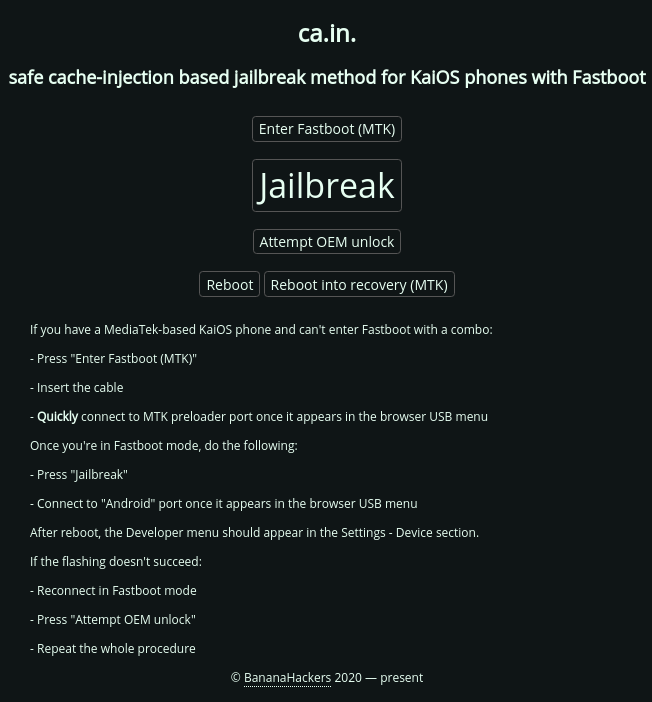 ca.in.
safe cache-injection based jailbreak method for KaiOS phones with Fastboot
Enter Fastboot (MTK)
Jailbreak
Attempt OEM unlock
Reboot Reboot into recovery (MTK)
If you have a MediaTek-based KaiOS phone and can't enter Fastboot with a combo:
- Press "Enter Fastboot (MTK)"
- Insert the cable
- Quickly connect to MTK preloader port once it appears in the browser USB menu
Once you're in Fastboot mode, do the following:
- Press "Jailbreak"
- Connect to "Android" port once it appears in the browser USB menu
After reboot, the Developer menu should appear in the Settings - Device section.
If the flashing doesn't succeed:
- Reconnect in Fastboot mode
- Press "Attempt OEM unlock"
- Repeat the whole procedure
© BananaHackers 2020 — present